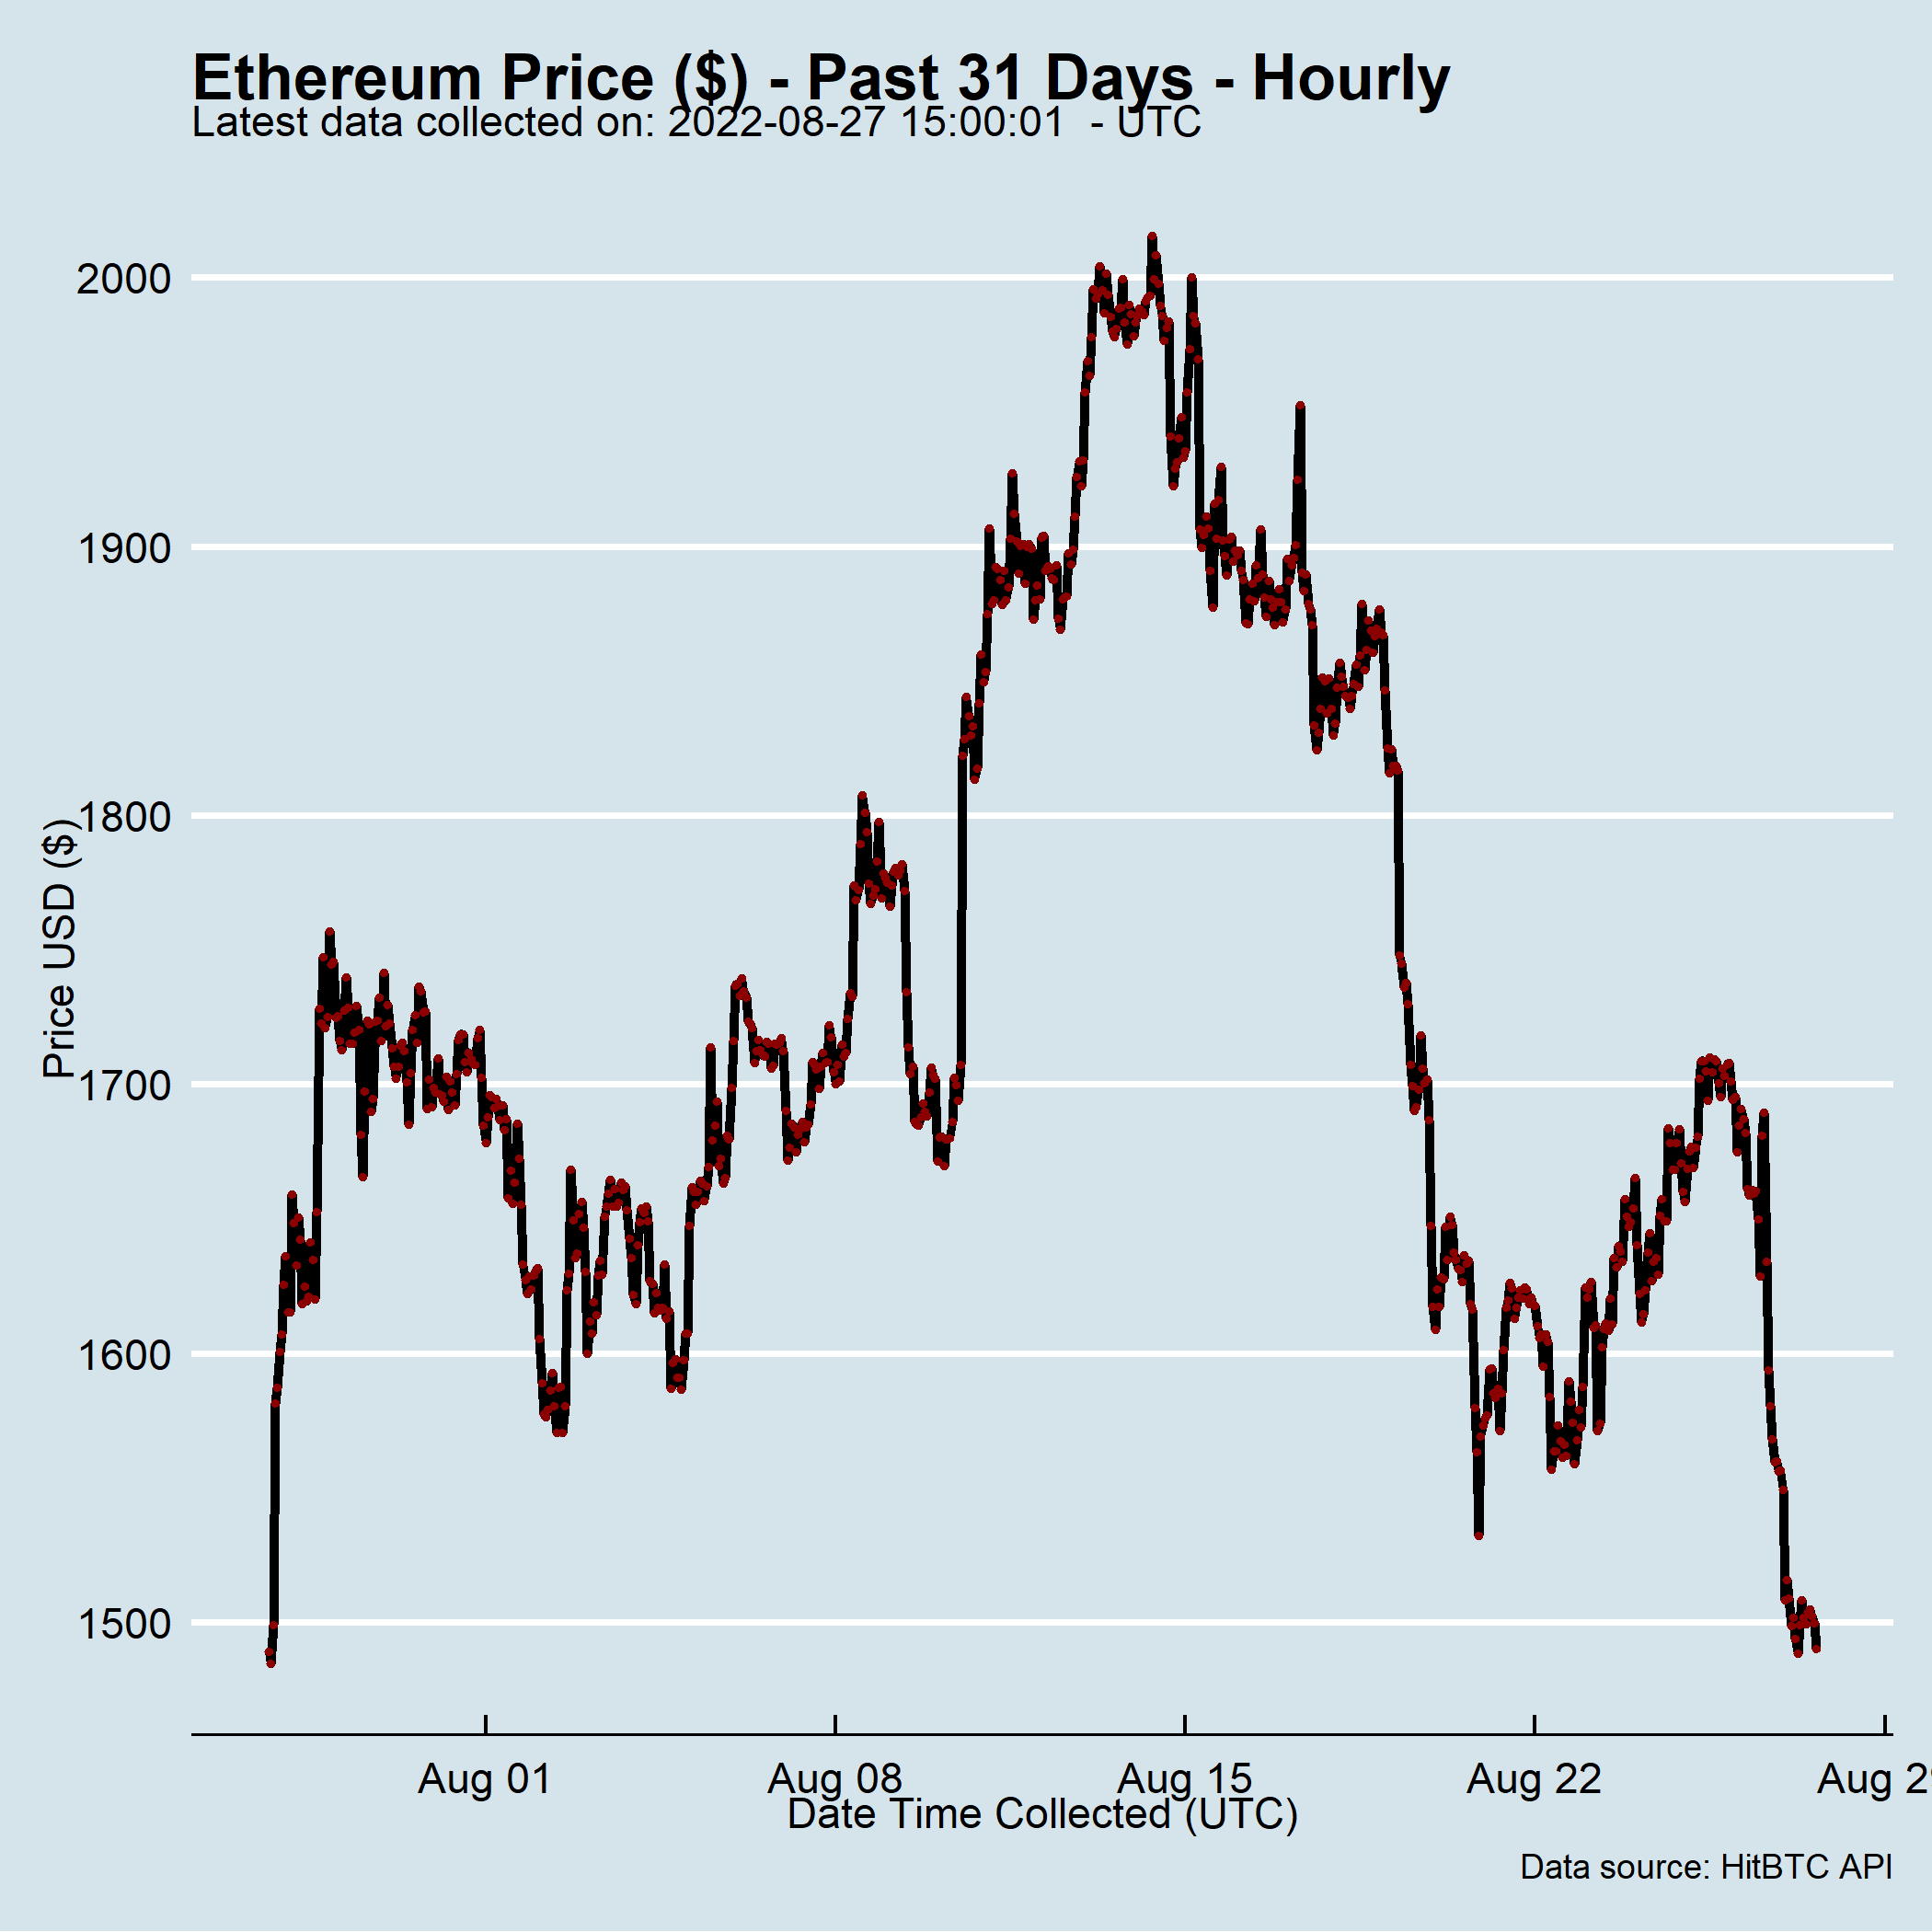 Ethereum Price ($) - Past 31 Days - Hourly
Latest data collected on: 2022-08-27 15:00:01  - UTC
2000
1900
1800
1700
1600
1500
Price USD ($)
Aug 01
Aug 08
Aug 15
Aug 22
Aug 2
Date Time Collected (UTC)
Data source: HitBTC API